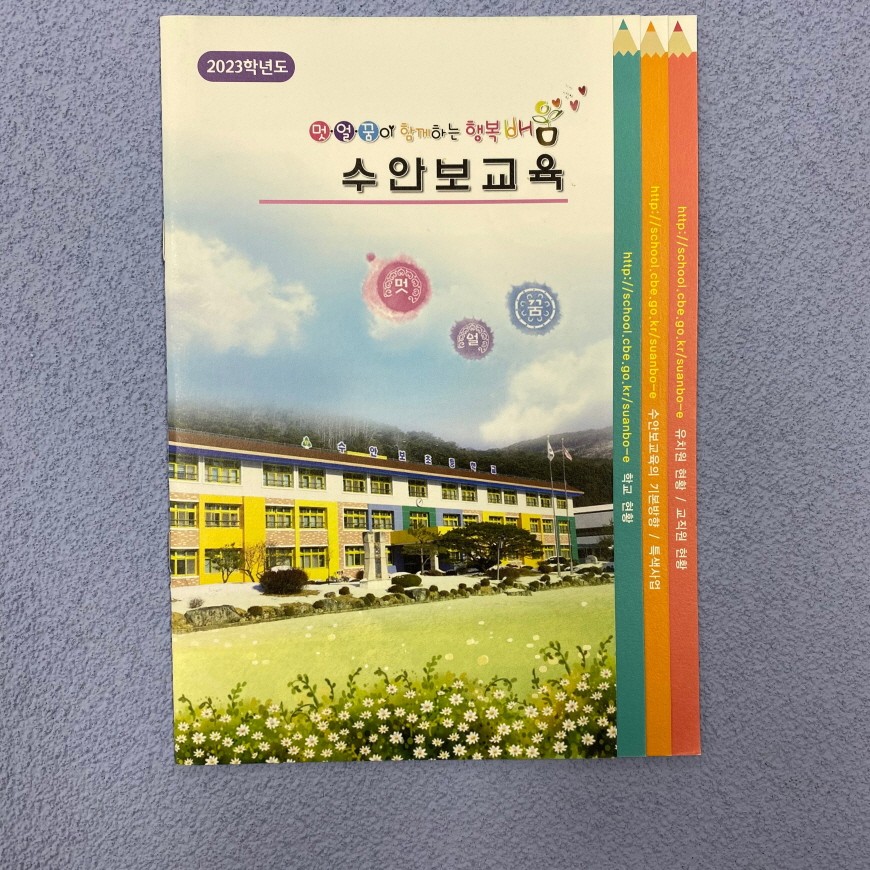 2023학년도
멋·얼·꿈이 함께하는 행복배움
수안보교육
멋
얼
꿈
수안보초등학교
http://school.cbe.go.kr/suanbo-e 학교 현황
http://school.cbe.go.kr/suanbo-e 수안보교육의 기본방향 / 특색사업
http://school.cbe.go.kr/suanbo-e 유치원 현황 / 교직원 현황